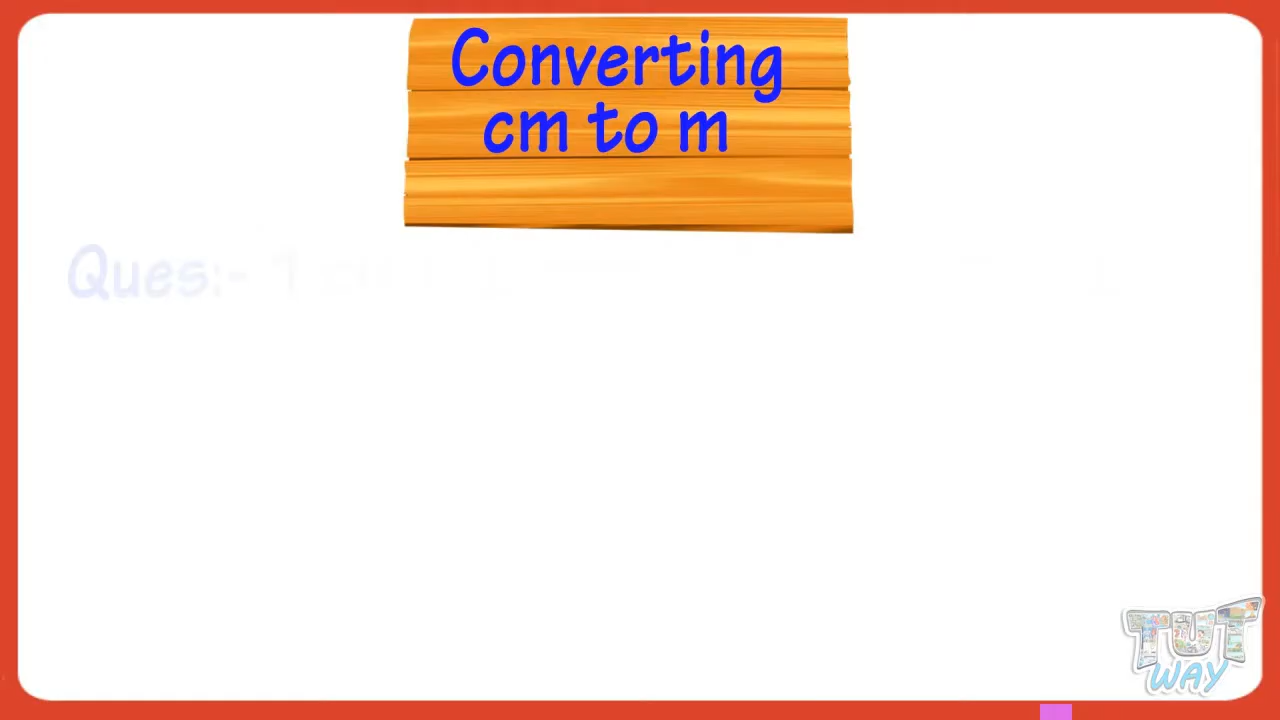 Converting
cm to m
Ques:-
TUT
WAY